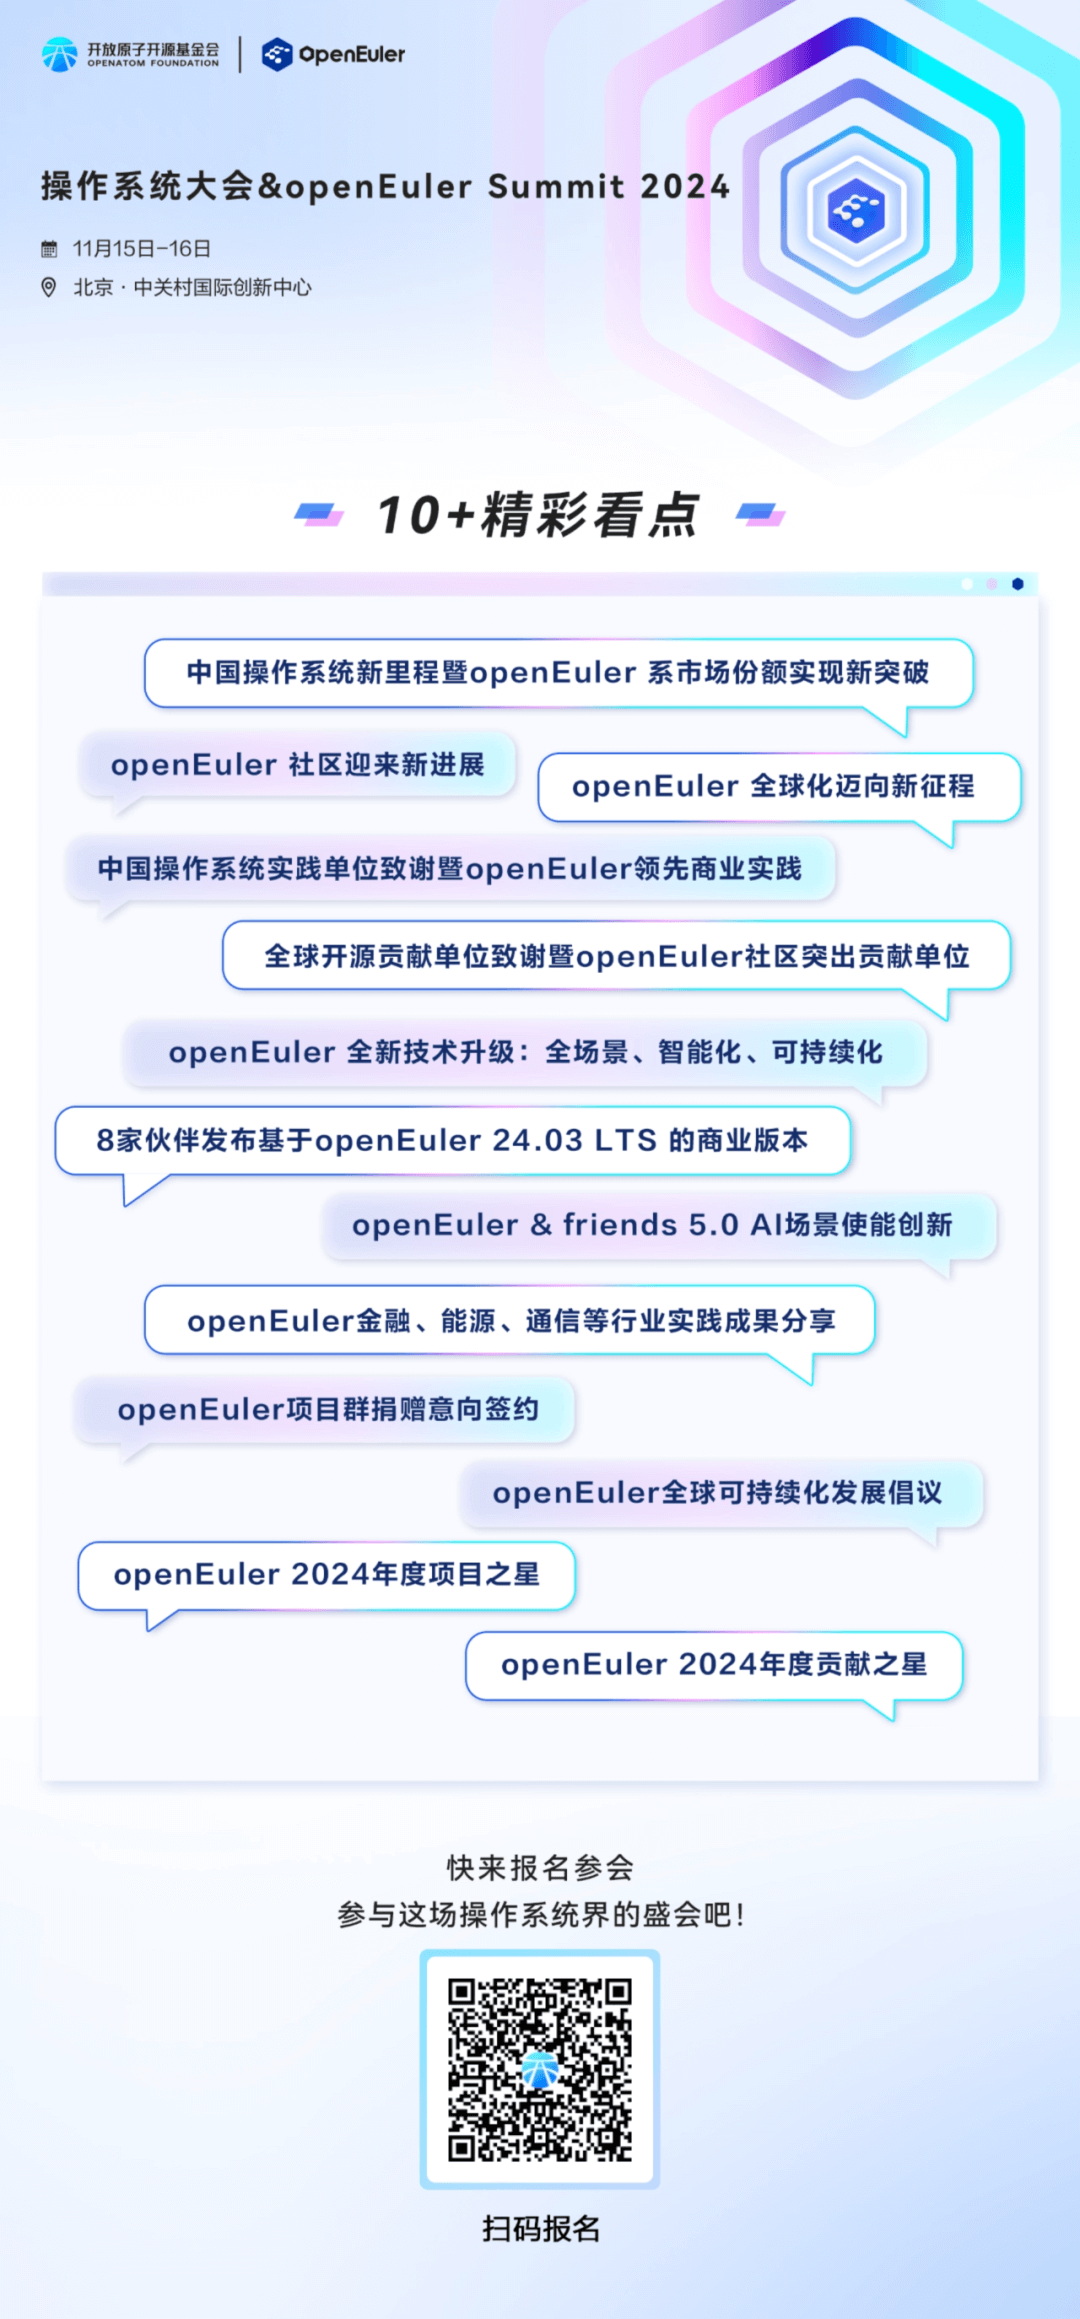 开放原子开源基金会
OPENATOM FOUNDATION
OpenEuler
操作系统大会&openEuler Summit 2024
11月15日-16日
北京·中关村国际创新中心
10+精彩看点
中国操作系统新里程暨openEuler 系市场份额实现新突破
openEuler 社区迎来新进展
openEuler 全球化迈向新征程
中国操作系统实践单位致谢暨openEuler领先商业实践
全球开源贡献单位致谢暨openEuler社区突出贡献单位
openEuler 全新技术升级：全场景、智能化、可持续化
8家伙伴发布基于openEuler 24.03 LTS 的商业版本
openEuler & friends 5.0 AI场景使能创新
openEuler金融、能源、通信等行业实践成果分享
openEuler项目群捐赠意向签约
openEuler全球可持续化发展倡议
openEuler 2024年度项目之星
openEuler 2024年度贡献之星
快来报名参会
参与这场操作系统界的盛会吧！
扫码报名